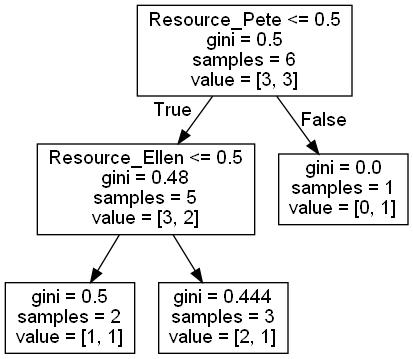 Resource_Pete <= 0.5
gini = 0.5
samples = 6
value = [3, 3]
True
False
Resource_Ellen <= 0.5
gini = 0.48
samples = 5
value = [3, 2]
gini = 0.0
samples = 1
value = [0, 1]
gini = 0.5
samples = 2
value = [1, 1]
gini = 0.444
samples = 3
value = [2, 1]